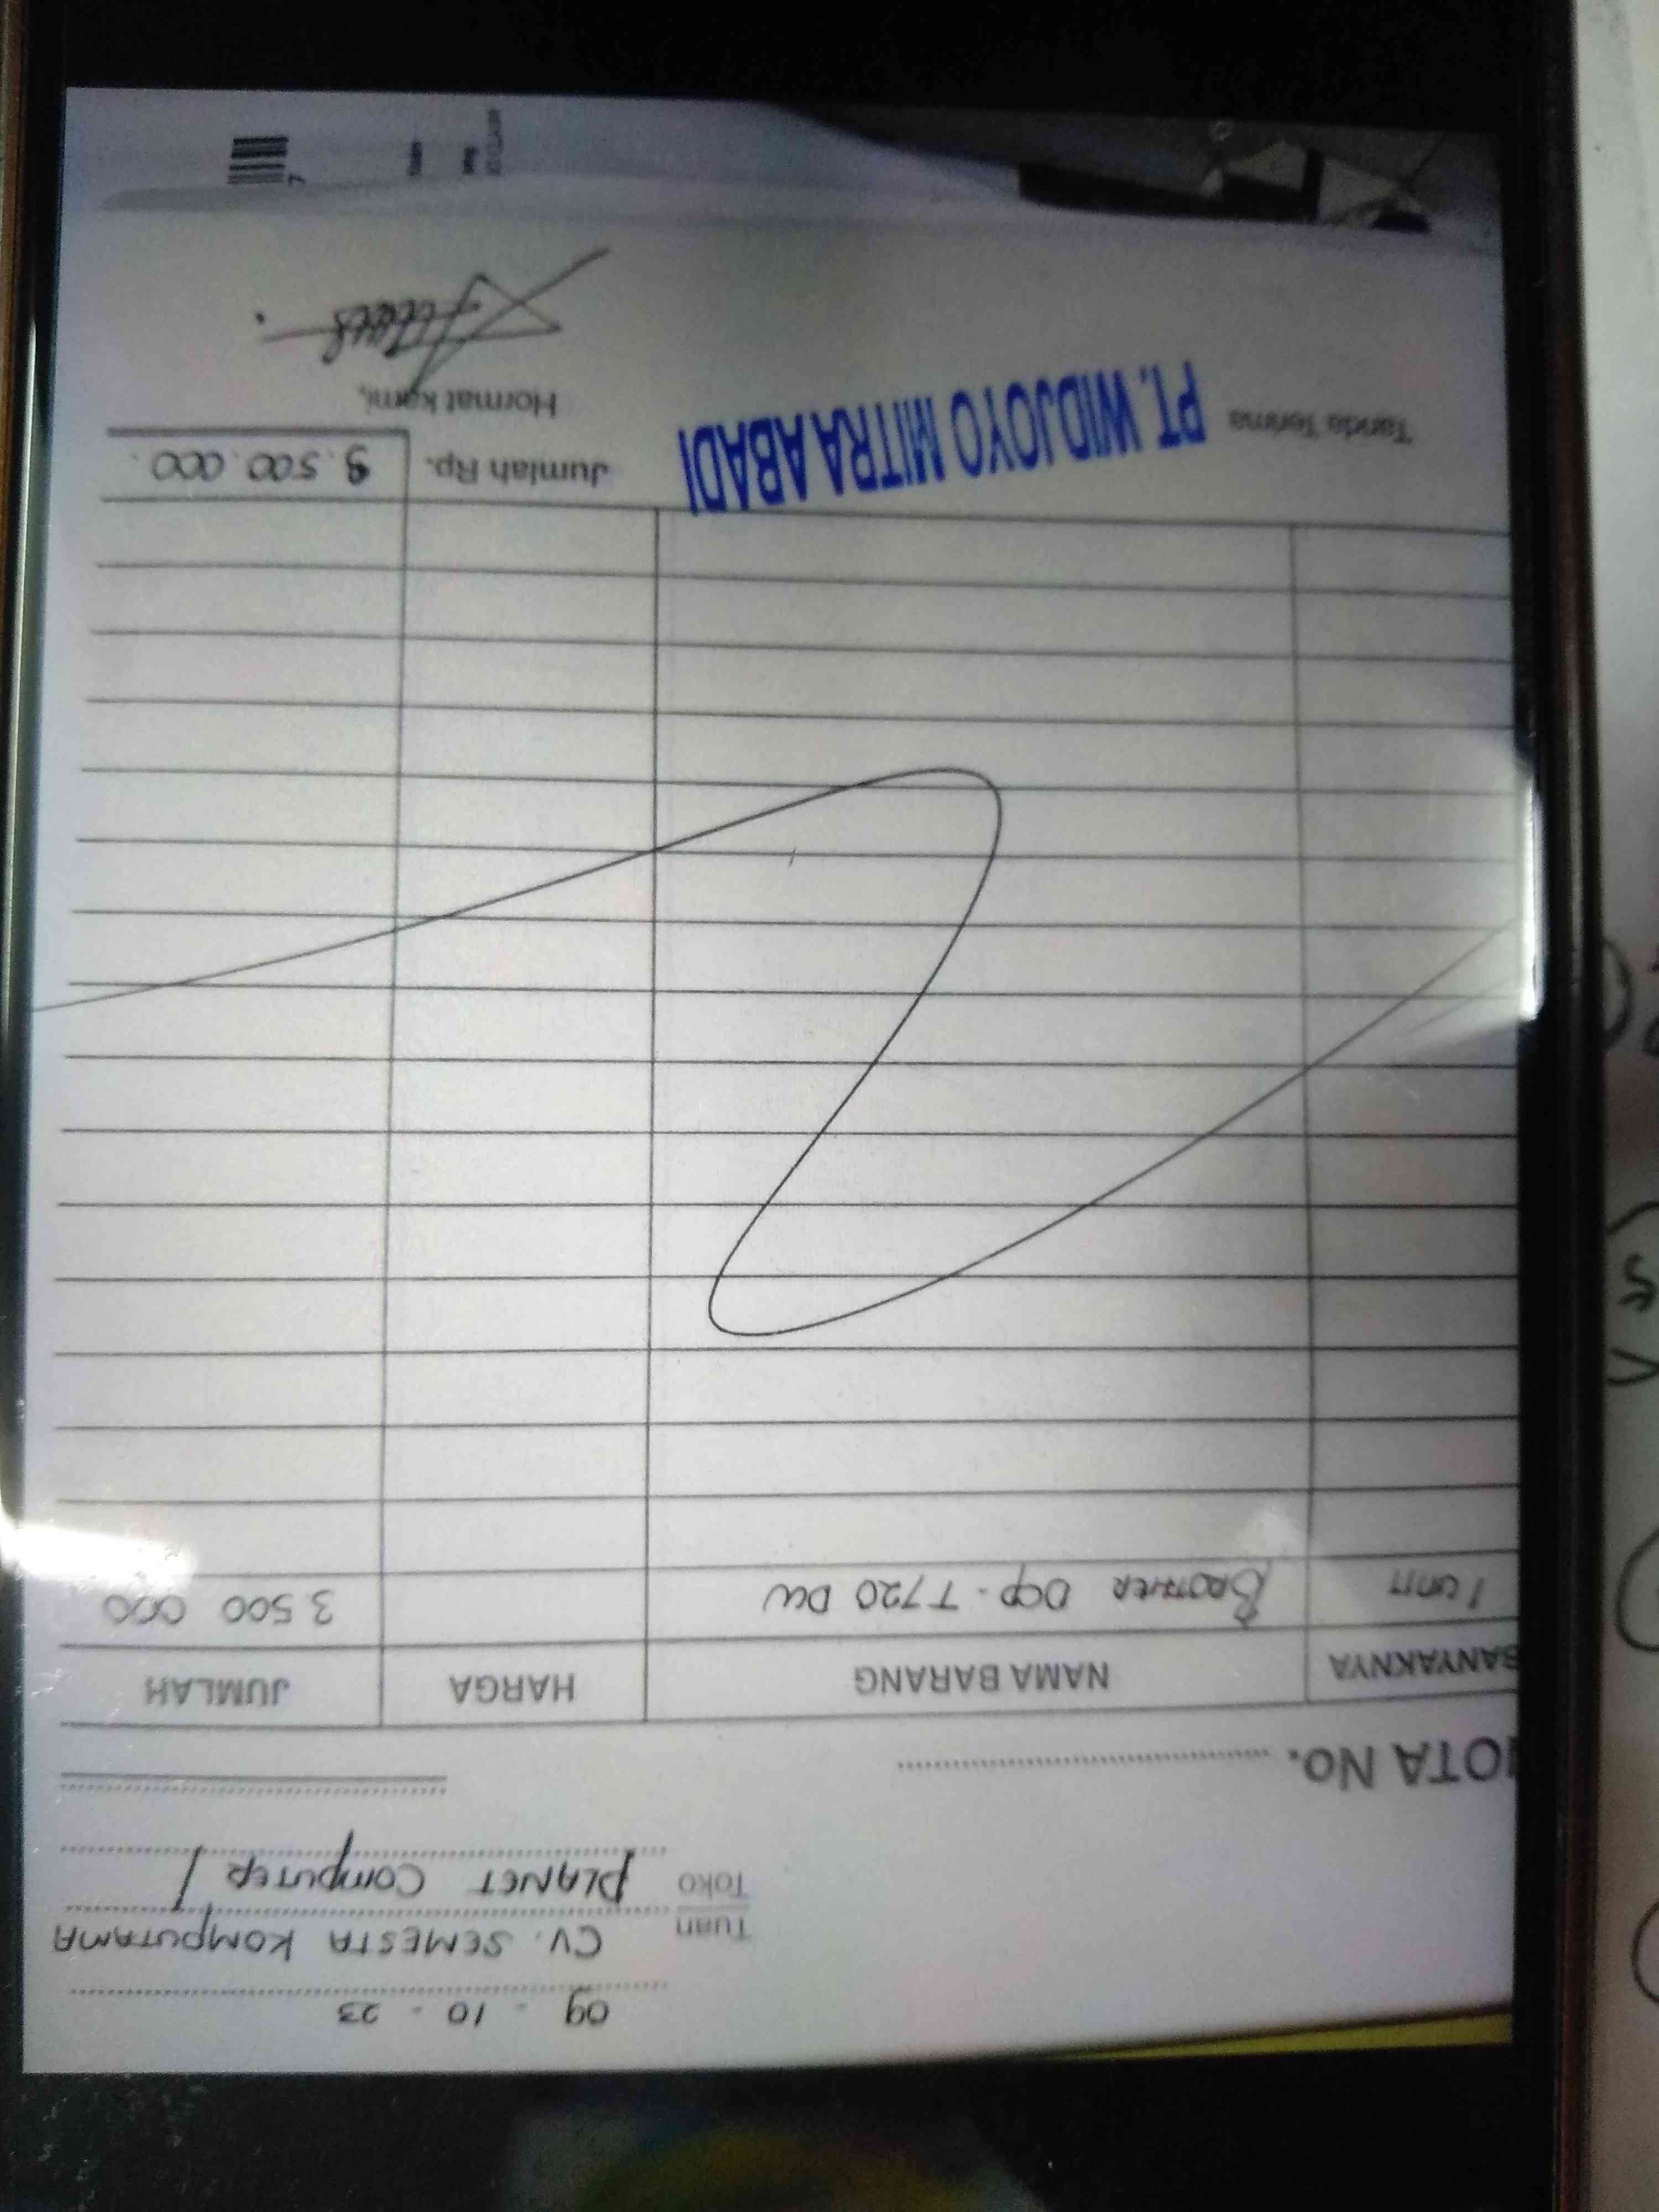 09 - 10 - 23
Tuan CV. SEMESTA KOMPUTAMA
Toko PLANET COMPUTER
NOTA NO.
BANYAKNYA NAMA BARANG HARGA JUMLAH
1 UNIT BROTHER DCP - T720 DW 3 500 000
Jumlah Rp. 3.500.000.
Tanda Terima PT. WIDJOYO MITRA ABADI Hormat kami,